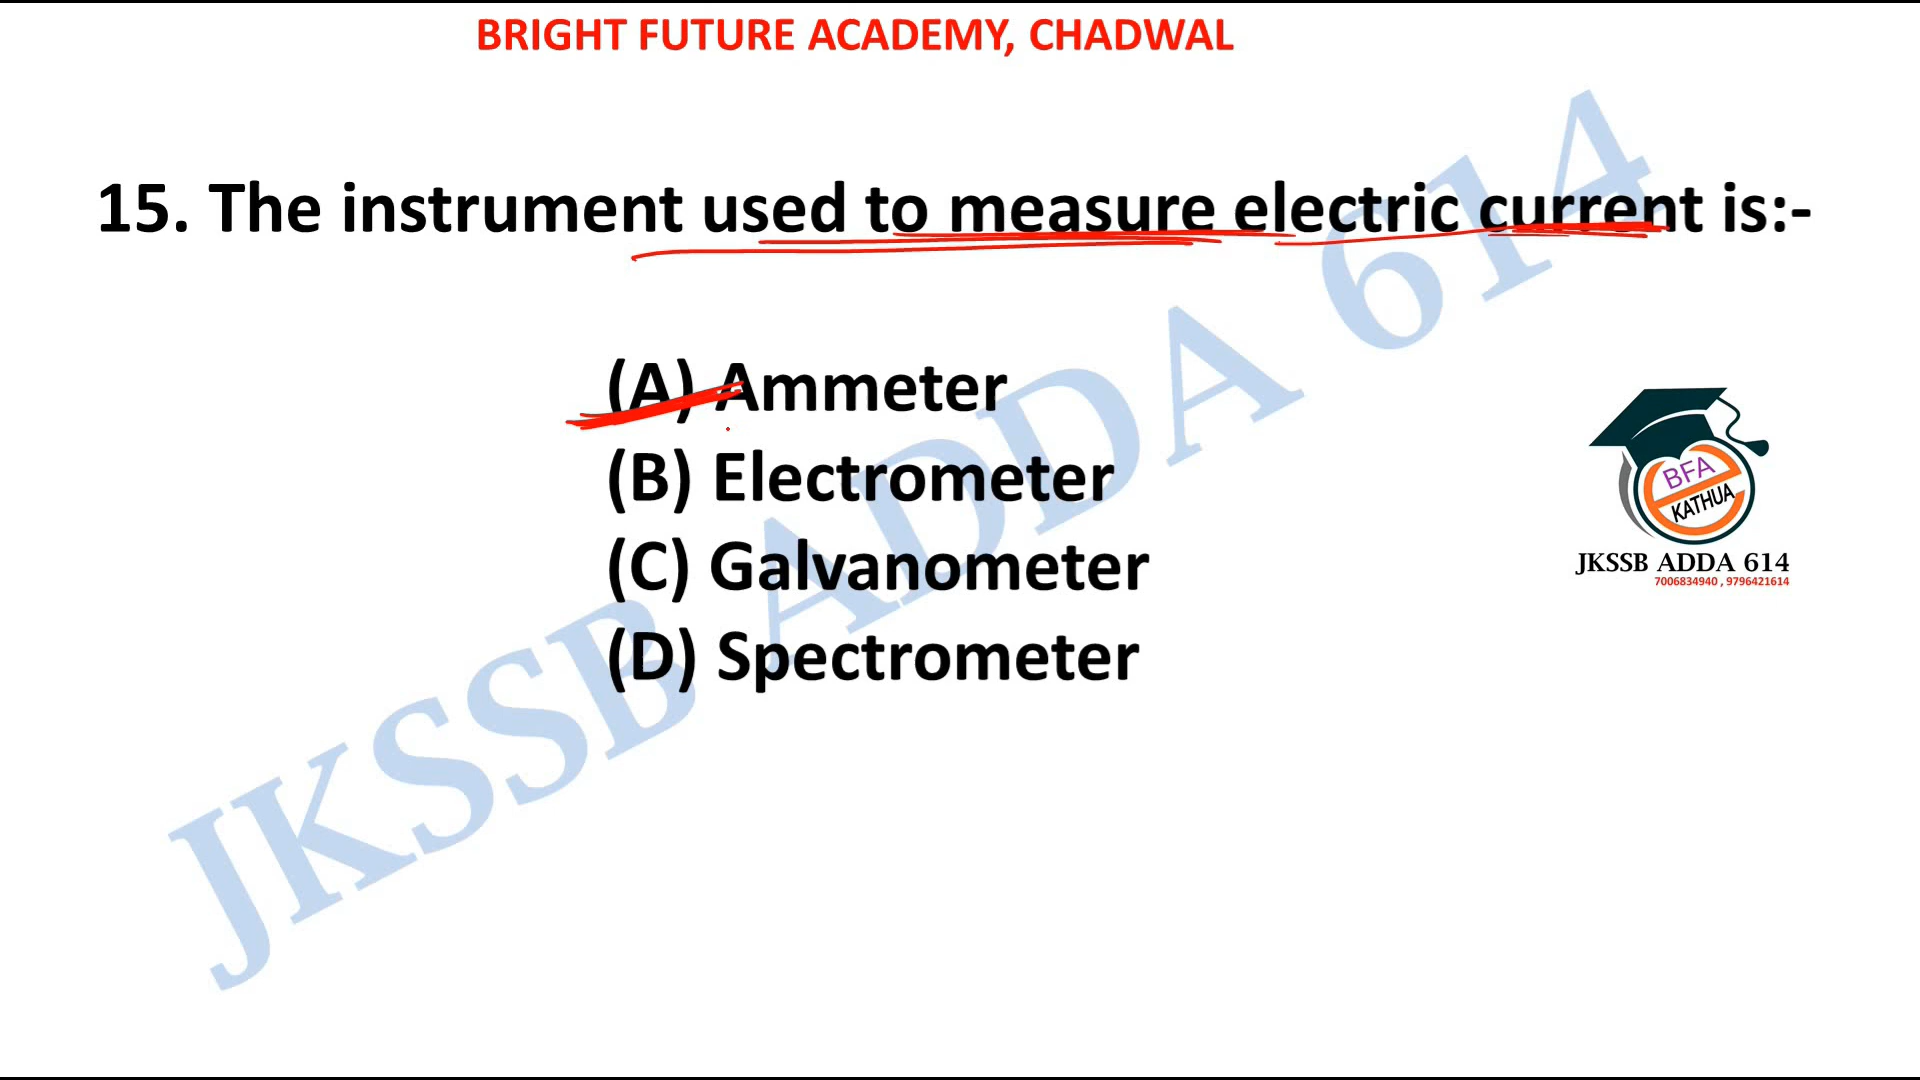 BRIGHT FUTURE ACADEMY, CHADWAL
15. The instrument used to measure electric current is:-
(A) Ammeter
(B) Electrometer
(C) Galvanometer
(D) Spectrometer
BFA
KATHUA
JKSSB ADDA 614
7006834940 , 9796421614
JKSSB ADDA 614